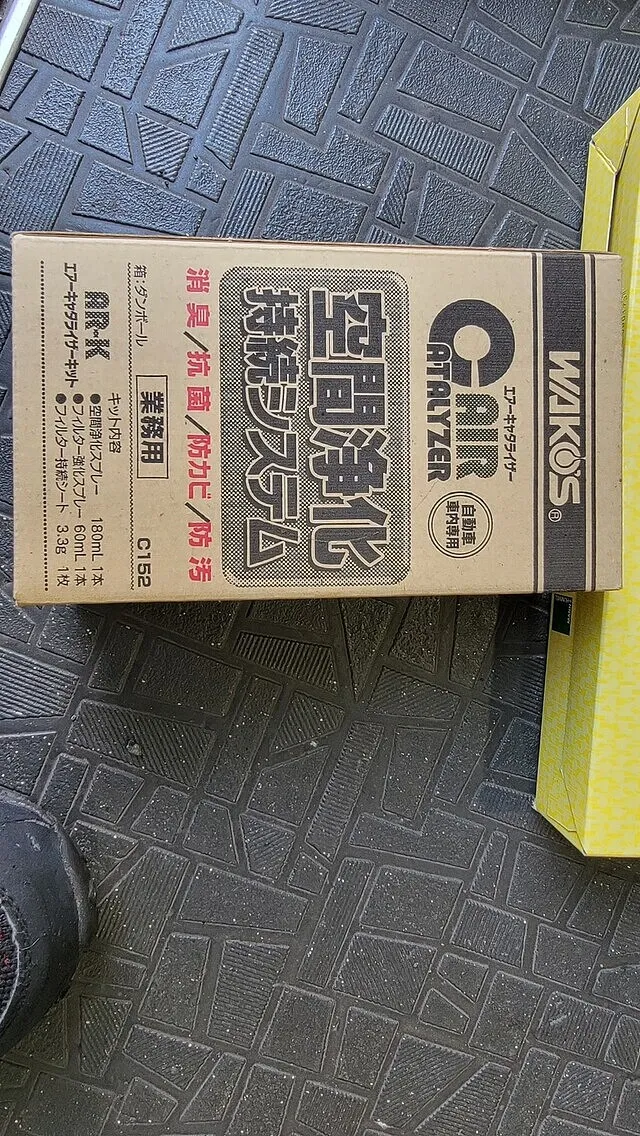 WAKO'S®
エアーキャタライザー
AIR
CATALYZER
自動車
車内専用
空間浄化
持続システム
消臭/抗菌/防カビ/防汚
箱:ダンボール
業務用
C152
AR-K
エアーキャタライザーキット
キット内容
●空間浄化スプレー 180mL 1本
●フィルター強化スプレー 60mL 1本
●フィルター持続シート 3.3g 1枚